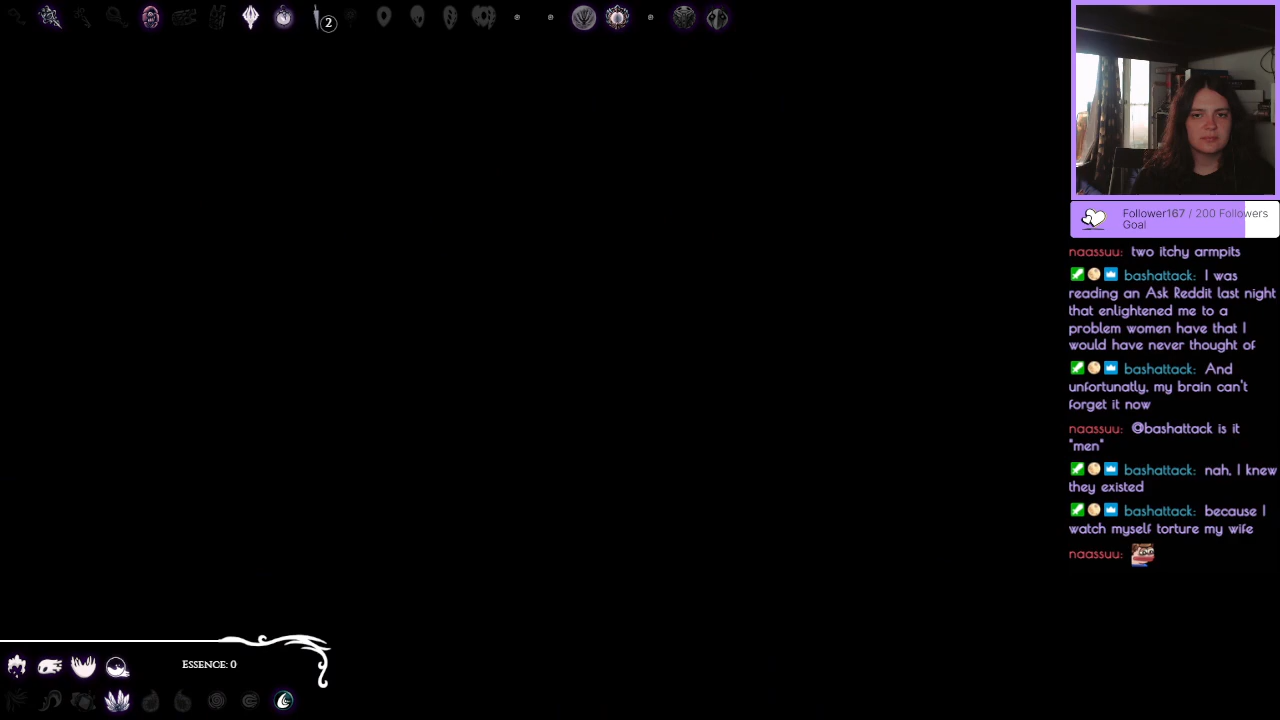 2
Follower167 / 200 Followers
Goal
naassuu: two itchy armpits
bashattack: I was
reading an Ask Reddit last night
that enlightened me to a
problem women have that I
would have never thought of
bashattack: And
unfortunatly, my brain can't
forget it now
naassuu: @bashattack is it
"men"
bashattack: nah, I knew
they existed
bashattack: because I
watch myself torture my wife
naassuu:
Essence: 0